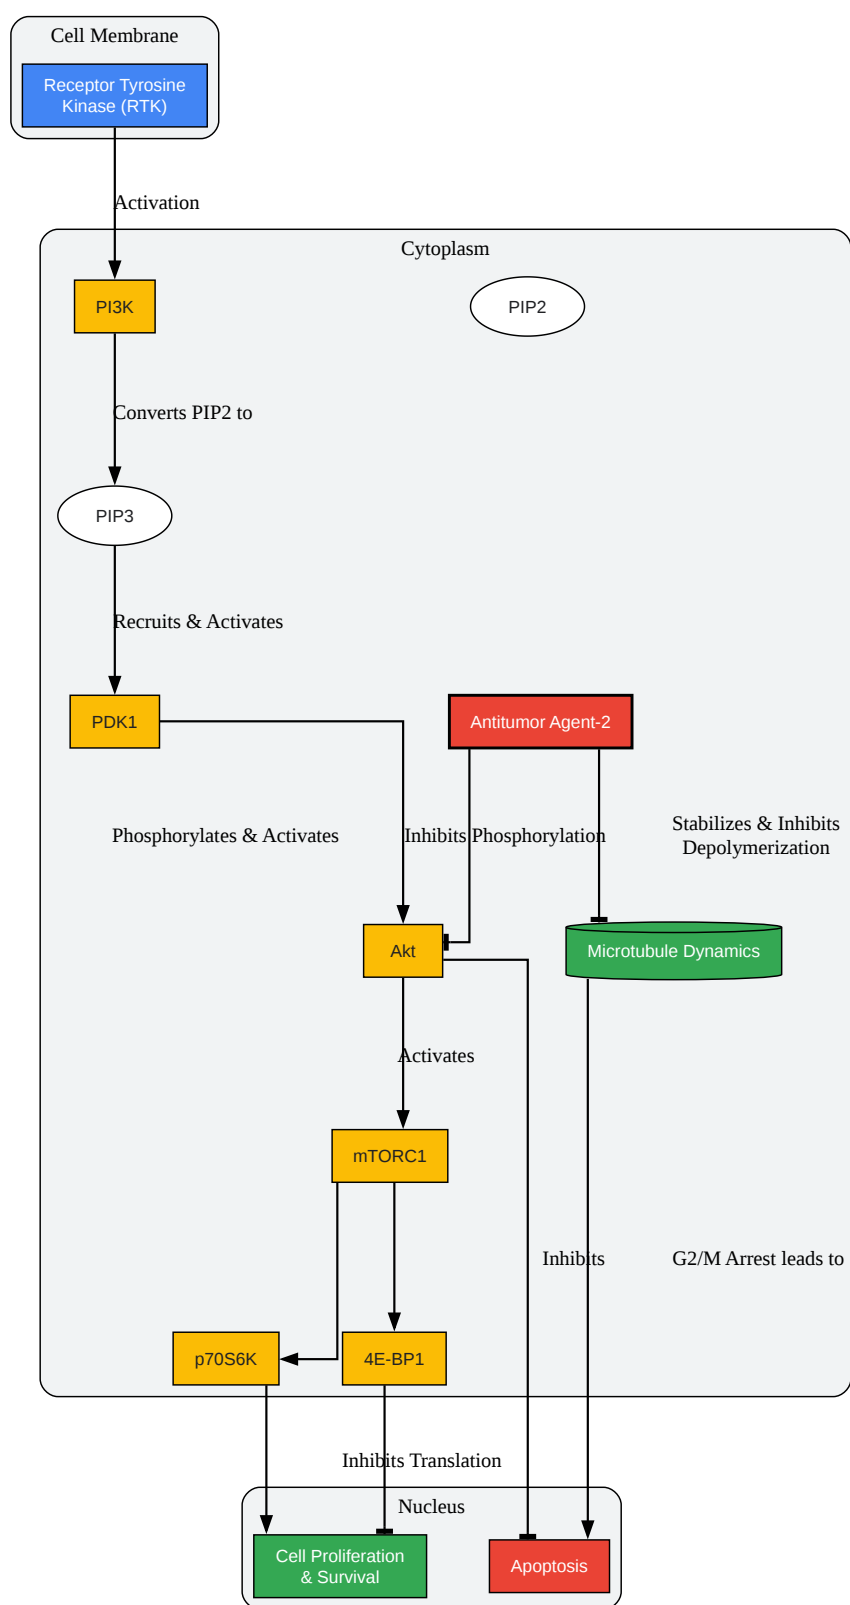 Cell Membrane
Receptor Tyrosine
Kinase (RTK)
Activation
Cytoplasm
PI3K
PIP2
Converts PIP2 to
PIP3
Recruits & Activates
PDK1
Antitumor Agent-2
Phosphorylates & Activates
Inhibits Phosphorylation
Stabilizes & Inhibits
Depolymerization
Akt
Microtubule Dynamics
Activates
mTORC1
Inhibits
G2/M Arrest leads to
p70S6K
4E-BP1
Inhibits Translation
Nucleus
Cell Proliferation
& Survival
Apoptosis